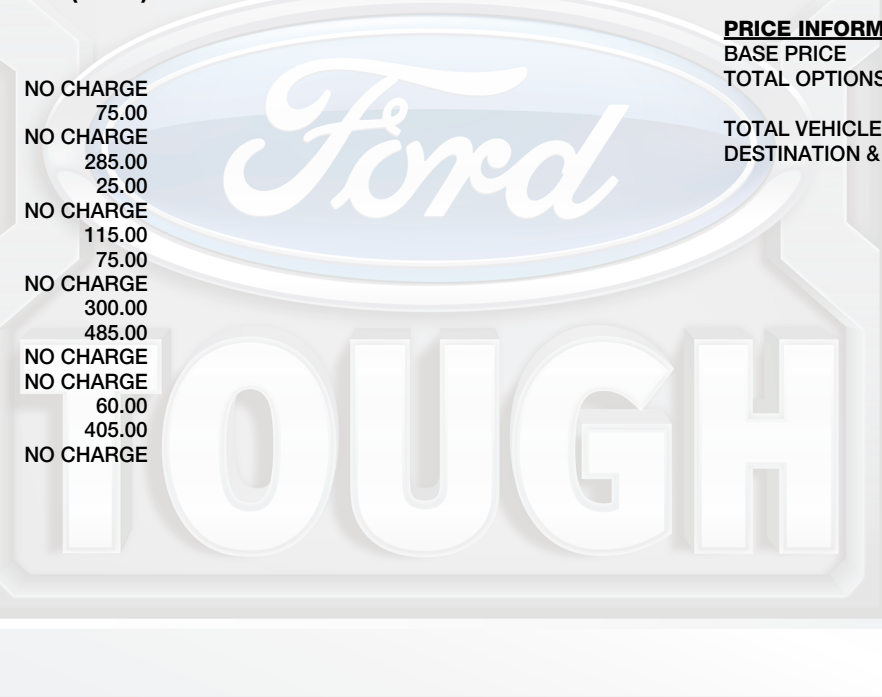 PRICE INFORM
BASE PRICE
TOTAL OPTIONS
TOTAL VEHICLE
DESTINATION &
NO CHARGE
75.00
NO CHARGE
285.00
25.00
NO CHARGE
115.00
75.00
NO CHARGE
300.00
485.00
NO CHARGE
NO CHARGE
60.00
405.00
NO CHARGE
Ford
TOUGH